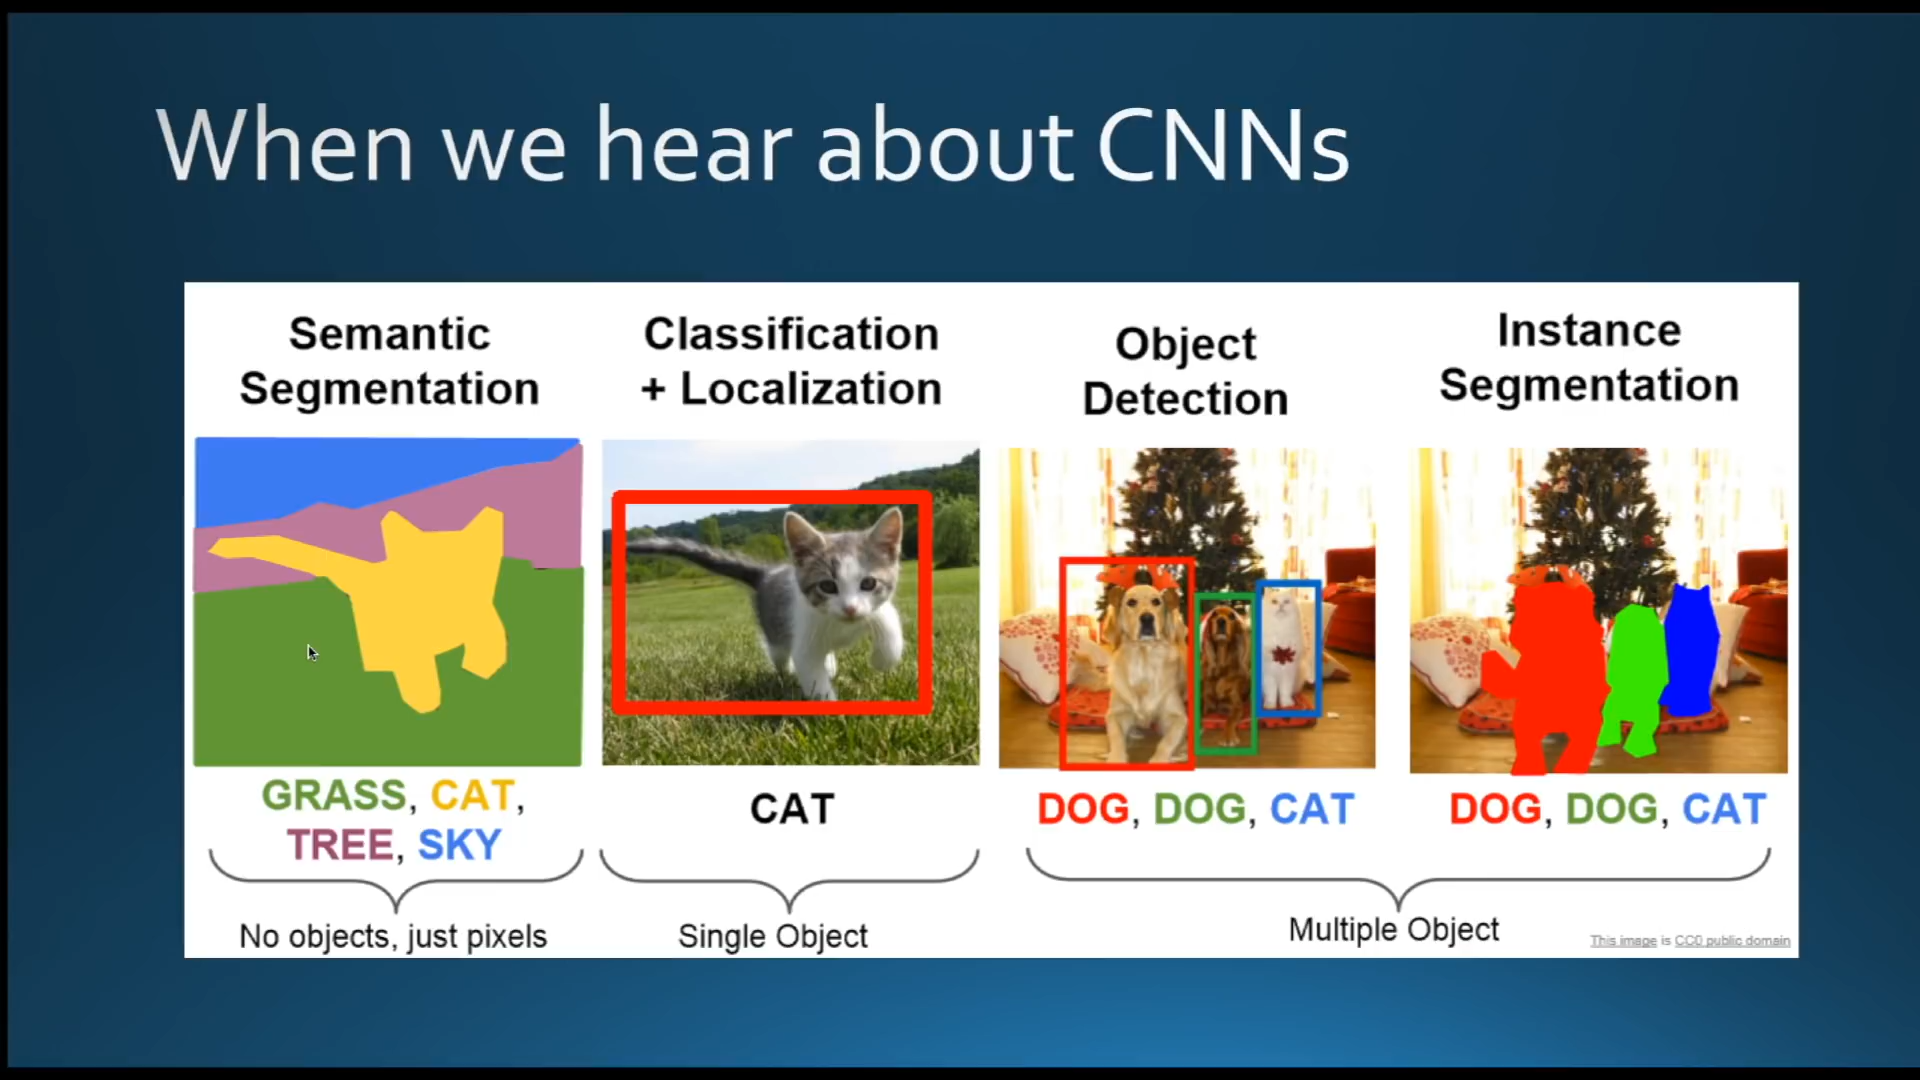 When we hear about CNNs
Semantic
Segmentation
GRASS, CAT,
TREE, SKY
No objects, just pixels
Classification
+ Localization
CAT
Single Object
Object
Detection
DOG, DOG, CAT
Instance
Segmentation
DOG, DOG, CAT
Multiple Object
This image is CC0 public domain